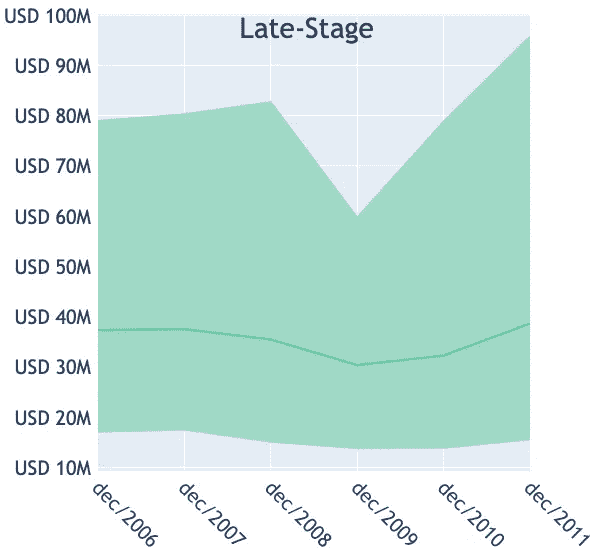 Late-Stage
USD 100M
USD 90M
USD 80M
USD 70M
USD 60M
USD 50M
USD 40M
USD 30M
USD 20M
USD 10M
dec/2006
dec/2007
dec/2008
dec/2009
dec/2010
dec/2011